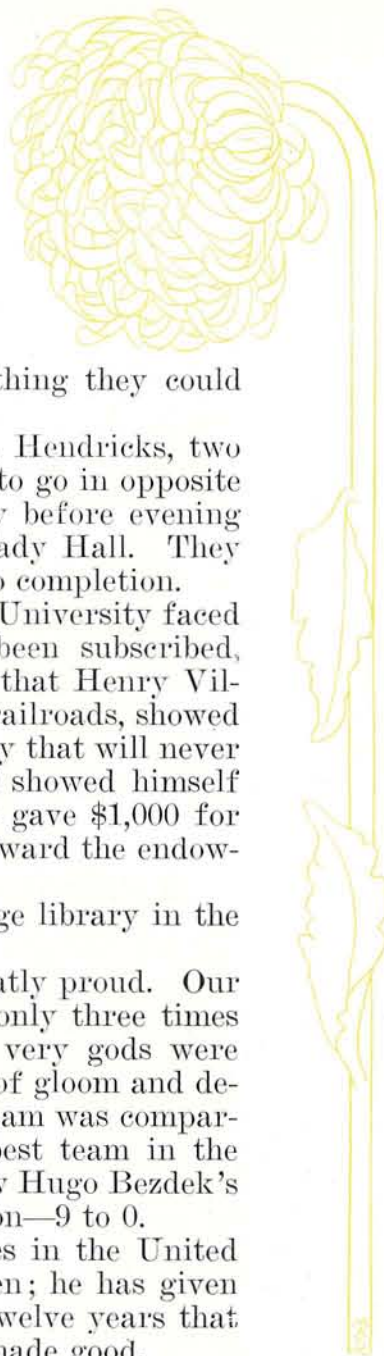 thing they could
Hendricks, two
to go in opposite
before evening
ady Hall. They
completion.
University faced
been subscribed,
that Henry Vil-
ailroads, showed
y that will never
showed himself
gave $1,000 for
ward the endow-
ge library in the
atly proud. Our
only three times
very gods were
of gloom and de-
am was compar-
est team in the
Hugo Bezdek's
on—9 to 0.
es in the United
en; he has given
welve years that
made good.